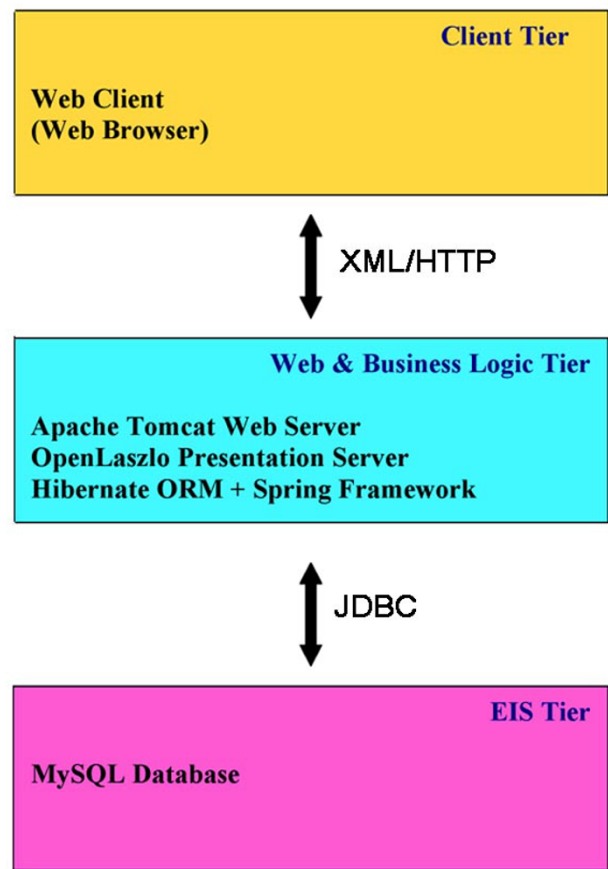 Client Tier
Web Client
(Web Browser)
XML/HTTP
Web & Business Logic Tier
Apache Tomcat Web Server
OpenLaszlo Presentation Server
Hibernate ORM + Spring Framework
JDBC
EIS Tier
MySQL Database